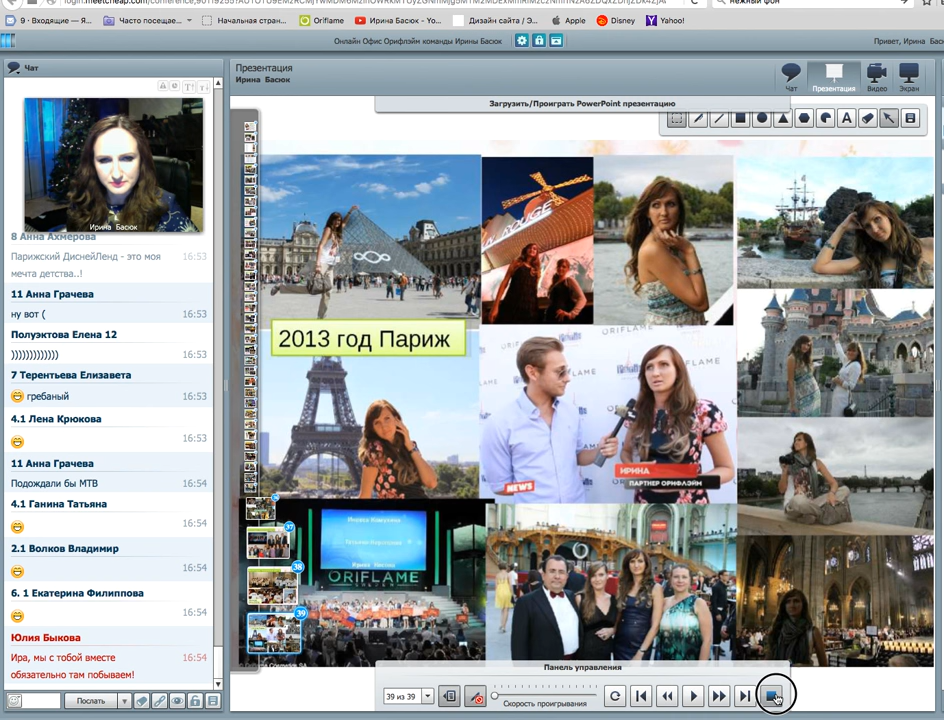 9 · Входящие — Я...
Часто посещае...
Начальная стран...
Oriflame
Ирина Басюк - Yo...
Дизайн сайта / Э...
Apple
Disney
Yahoo!
Онлайн Офис Орифлэйм команды Ирины Басюк
Привет, Ирина Бас
Чат
Ирина Басюк
8 Анна Ахмерова
Парижский ДиснейЛенд - это моя
16:53
мечта детства..!
11 Анна Грачева
ну вот (
16:53
Полуэктова Елена 12
)))))))))))))
16:53
7 Терентьева Елизавета
гребаный
16:53
4.1 Лена Крюкова
16:53
11 Анна Грачева
Подождали бы МТВ
16:54
4.1 Ганина Татьяна
16:54
2.1 Волков Владимир
16:54
6. 1 Екатерина Филиппова
16:54
Юлия Быкова
Ира, мы с тобой вместе
16:54
обязательно там побываем!
Послать
Презентация
Ирина Басюк
Чат
Презентация
Видео
Экран
Загрузить/Проиграть PowerPoint презентацию
A
2013 год Париж
ROUGE
ORIFLAME
NEWS
ИРИНА
ПАРТНЕР ОРИФЛЭЙМ
37
38
39
ORIFLAME
SWEDEN
Панель управления
39 из 39
Скорость проигрывания